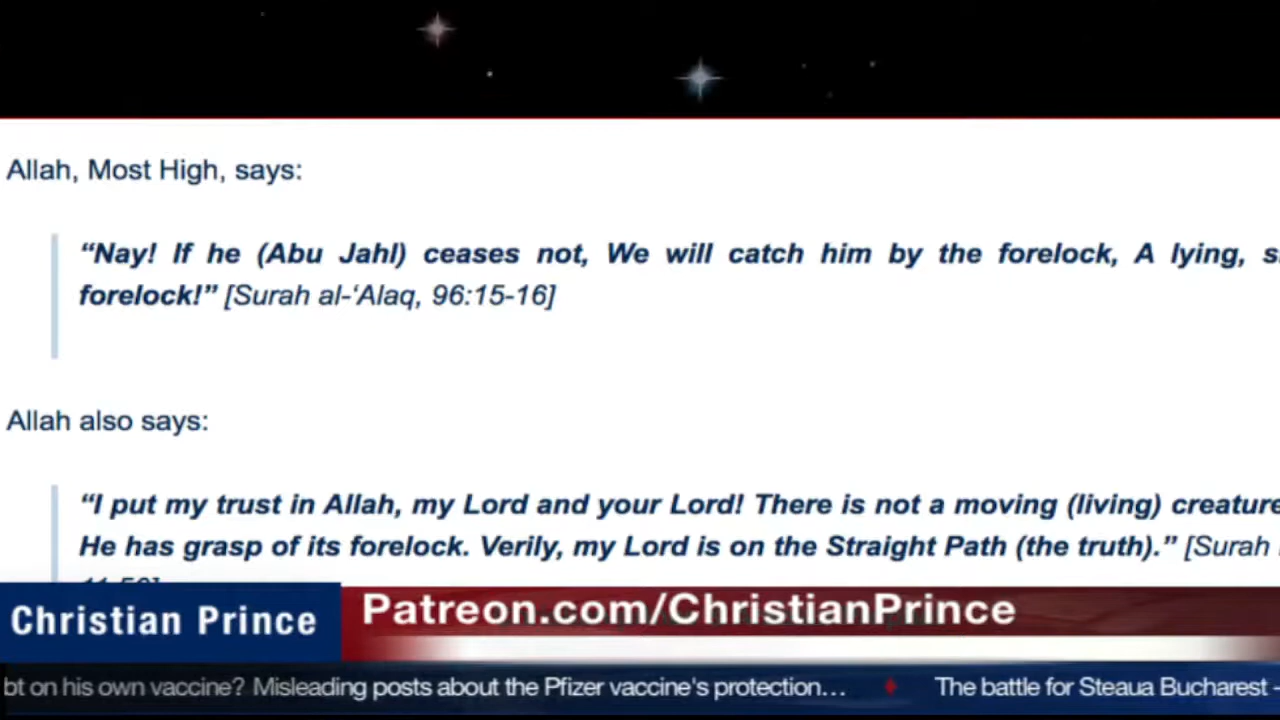 Allah, Most High, says:
“Nay! If he (Abu Jahl) ceases not, We will catch him by the forelock, A lying,
forelock!” [Surah al-‘Alaq, 96:15-16]
Allah also says:
“I put my trust in Allah, my Lord and your Lord! There is not a moving (living) creature
He has grasp of its forelock. Verily, my Lord is on the Straight Path (the truth).” [Surah
Christian Prince
Patreon.com/ChristianPrince
bt on his own vaccine? Misleading posts about the Pfizer vaccine's protection… ♦ The battle for Steaua Bucharest -